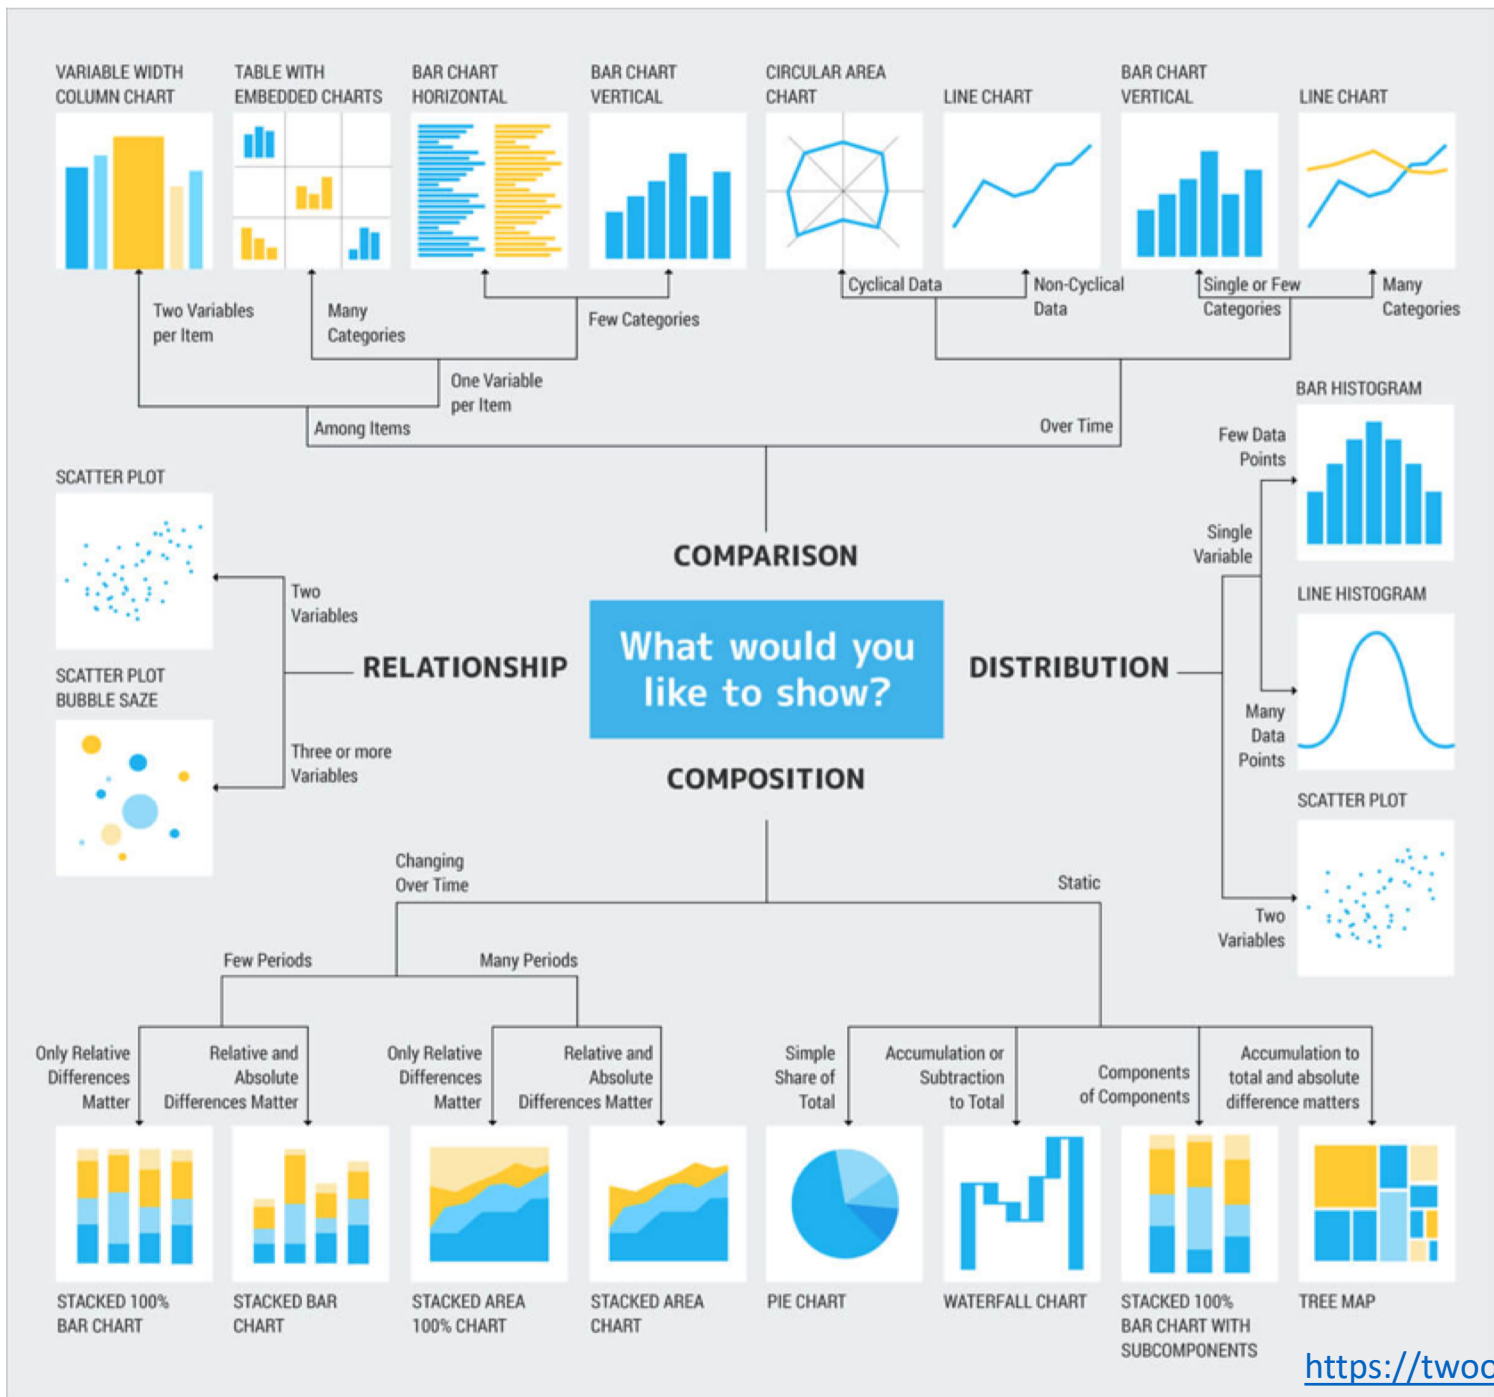 VARIABLE WIDTH
COLUMN CHART
TABLE WITH
EMBEDDED CHARTS
BAR CHART
HORIZONTAL
BAR CHART
VERTICAL
CIRCULAR AREA
CHART
LINE CHART
BAR CHART
VERTICAL
LINE CHART
Two Variables
per Item
Many
Categories
Few Categories
Cyclical Data
Non-Cyclical
Data
Single or Few
Categories
Many
Categories
One Variable
per Item
Among Items
Over Time
BAR HISTOGRAM
Few Data
Points
Single
Variable
LINE HISTOGRAM
Many
Data
Points
SCATTER PLOT
Two
Variables
SCATTER PLOT
Two
Variables
SCATTER PLOT
BUBBLE SAZE
Three or more
Variables
COMPARISON
RELATIONSHIP
What would you
like to show?
DISTRIBUTION
COMPOSITION
Changing
Over Time
Static
Few Periods
Many Periods
Only Relative
Differences
Matter
Relative and
Absolute
Differences Matter
Only Relative
Differences
Matter
Relative and
Absolute
Differences Matter
Simple
Share of
Total
Accumulation or
Subtraction
to Total
Components
of Components
Accumulation to
total and absolute
difference matters
STACKED 100%
BAR CHART
STACKED BAR
CHART
STACKED AREA
100% CHART
STACKED AREA
CHART
PIE CHART
WATERFALL CHART
STACKED 100%
BAR CHART WITH
SUBCOMPONENTS
TREE MAP
https://twoo